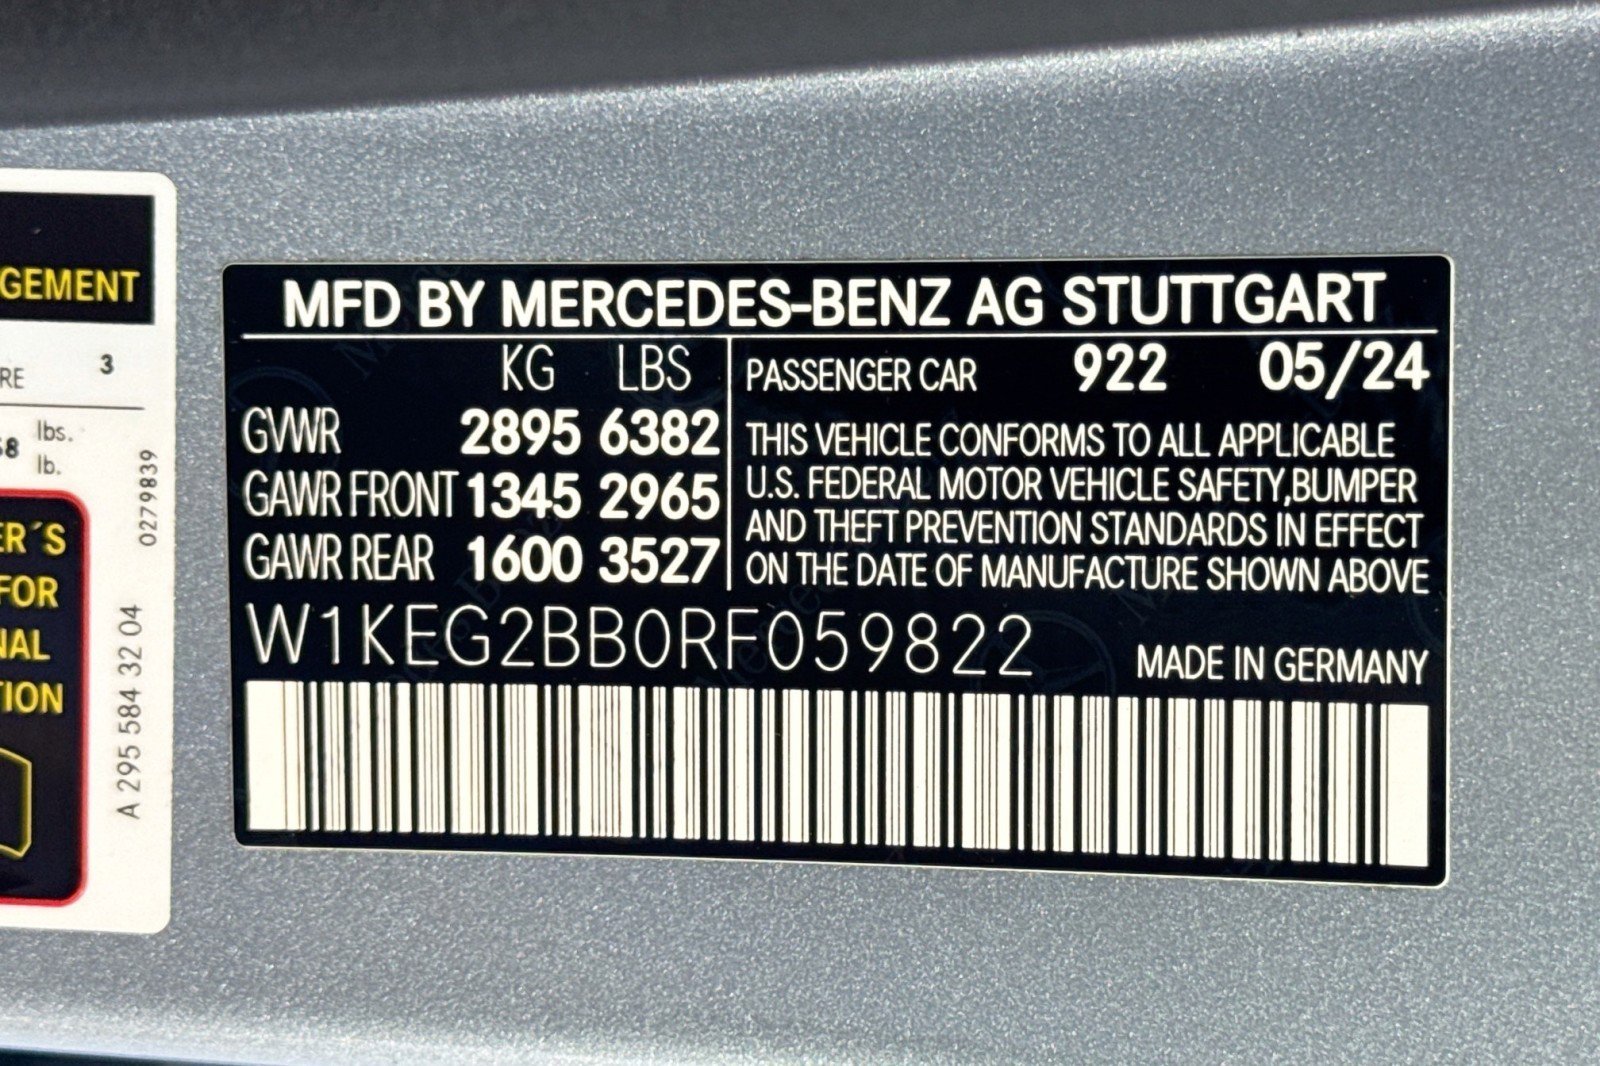 GEMENT
RE 3
8 lbs.
lb.
ER´S
FOR
NAL
TION
A 295 584 32 04 0279839
MFD BY MERCEDES-BENZ AG STUTTGART
KG LBS
GVWR 2895 6382
GAWR FRONT 1345 2965
GAWR REAR 1600 3527
PASSENGER CAR 922 05/24
THIS VEHICLE CONFORMS TO ALL APPLICABLE
U.S. FEDERAL MOTOR VEHICLE SAFETY,BUMPER
AND THEFT PREVENTION STANDARDS IN EFFECT
ON THE DATE OF MANUFACTURE SHOWN ABOVE
W1KEG2BB0RF059822
MADE IN GERMANY